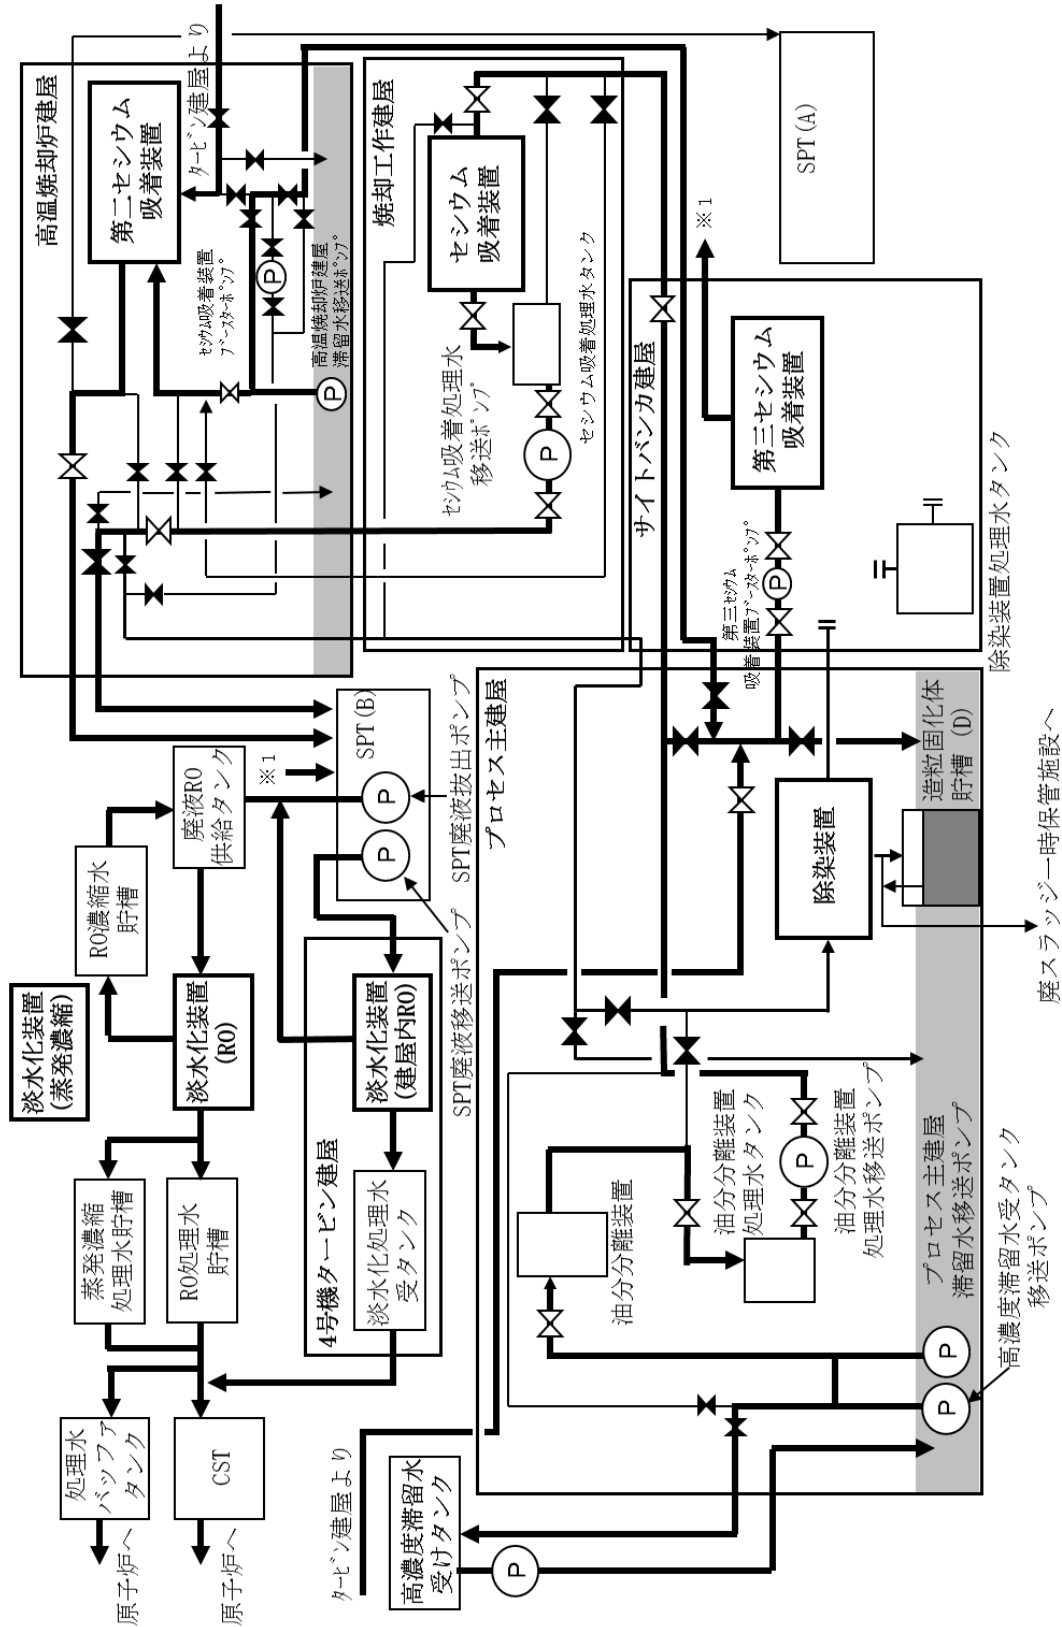 高温焼却炉建屋
第二セシウム
吸着装置
タービン建屋より
セシウム吸着装置
ブースターポンプ
高温焼却炉建屋
滞留水移送ポンプ
P
P
焼却工作建屋
セシウム
吸着装置
セシウム吸着処理水
移送ポンプ
セシウム吸着処理水タンク
P
SPT(A)
サイトバンカ建屋
※1
第三セシウム
吸着装置
第三セシウム
吸着装置ブースターポンプ
P
除染装置処理水タンク
淡水化装置
(蒸発濃縮)
RO濃縮水
貯槽
廃液RO
供給タンク
※1
SPT(B)
P
P
SPT廃液抜出ポンプ
SPT廃液移送ポンプ
淡水化装置
(RO)
4号機タービン建屋
淡水化装置
(建屋内RO)
淡水化処理水
受タンク
蒸発濃縮
処理水貯槽
RO処理水
貯槽
処理水
バッファ
タンク
CST
原子炉へ
原子炉へ
プロセス主建屋
造粒固化体
貯槽(D)
除染装置
廃スラッジ一時保管施設へ
油分分離装置
油分分離装置
処理水タンク
油分分離装置
処理水移送ポンプ
P
プロセス主建屋
滞留水移送ポンプ
高濃度滞留水受タンク
移送ポンプ
P
P
タービン建屋より
高濃度滞留水
受けタンク
P